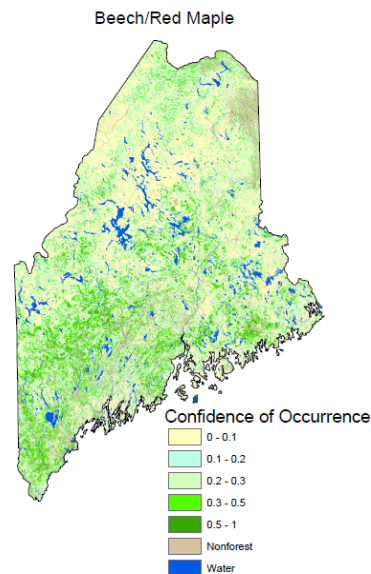 Beech/Red Maple
Confidence of Occurrence
0 - 0.1
0.1 - 0.2
0.2 - 0.3
0.3 - 0.5
0.5 - 1
Nonforest
Water